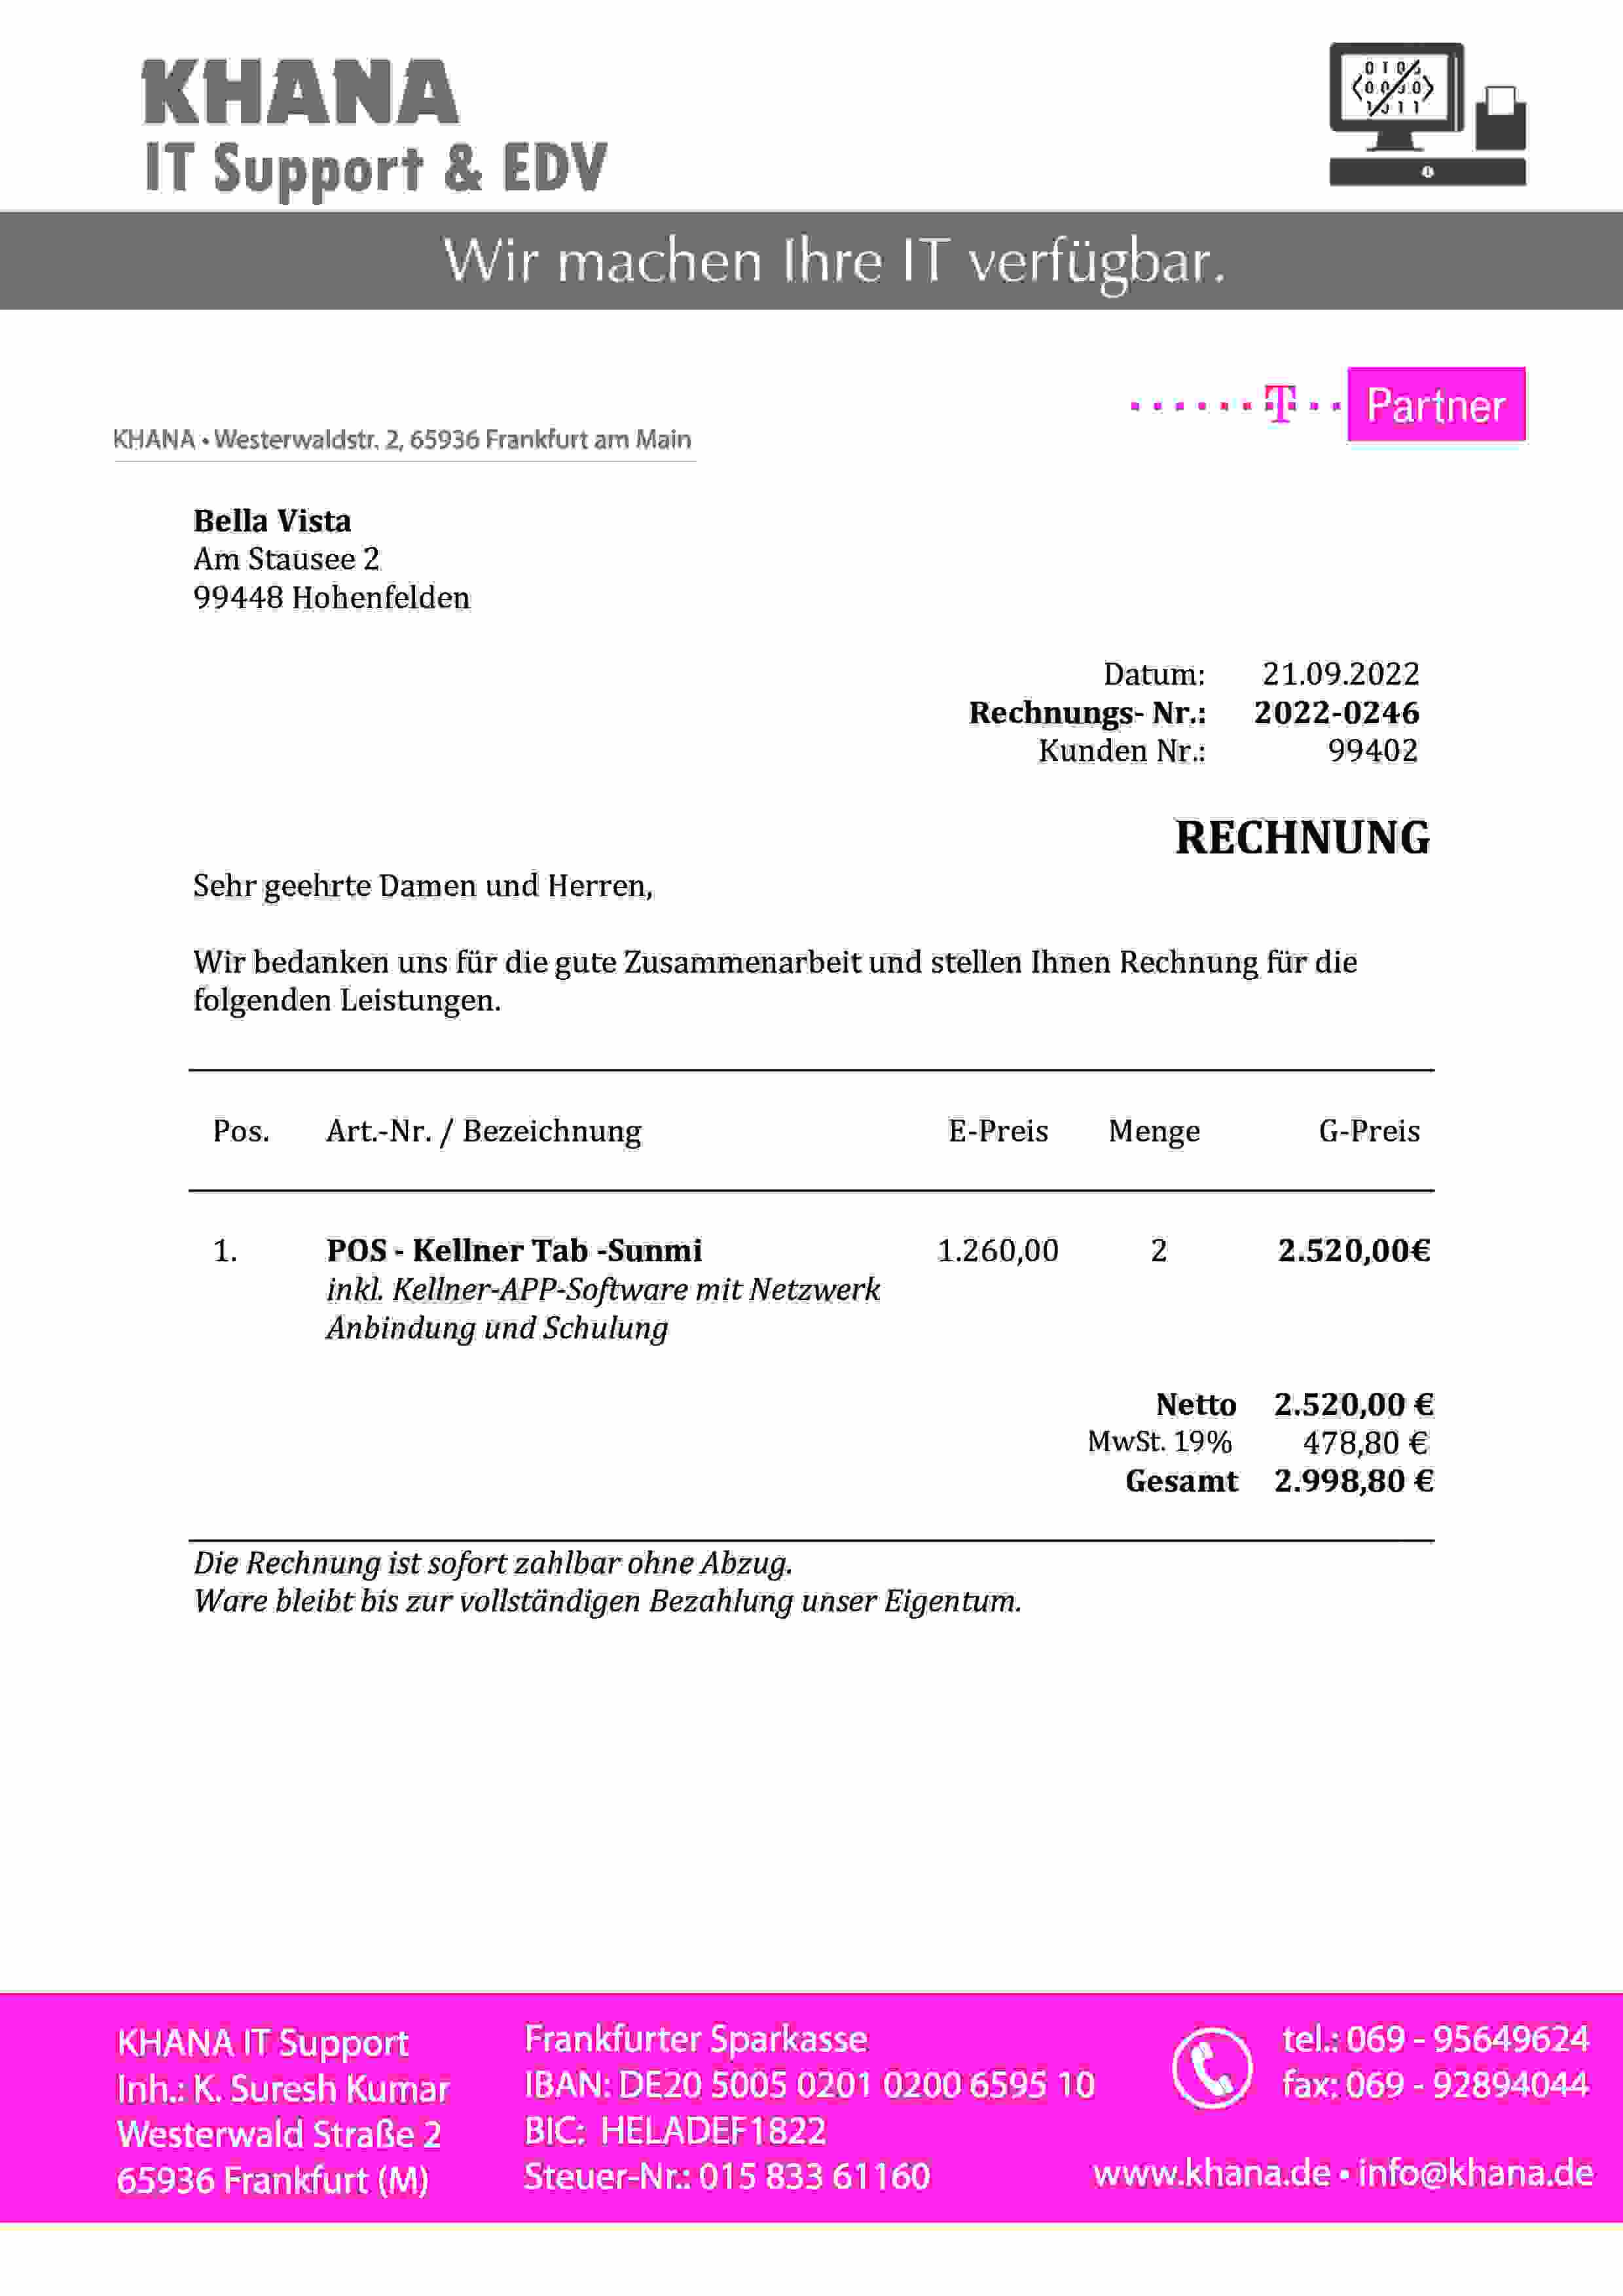 KHANA
IT Support & EDV
Wir machen Ihre IT verfügbar.
T Partner
KHANA • Westerwaldstr. 2, 65936 Frankfurt am Main
Bella Vista
Am Stausee 2
99448 Hohenfelden
Datum: 21.09.2022
Rechnungs- Nr.: 2022-0246
Kunden Nr.: 99402
RECHNUNG
Sehr geehrte Damen und Herren,
Wir bedanken uns für die gute Zusammenarbeit und stellen Ihnen Rechnung für die
folgenden Leistungen.
Pos. Art.-Nr. / Bezeichnung E-Preis Menge G-Preis
1. POS - Kellner Tab -Sunmi 1.260,00 2 2.520,00€
inkl. Kellner-APP-Software mit Netzwerk
Anbindung und Schulung
Netto 2.520,00 €
MwSt. 19% 478,80 €
Gesamt 2.998,80 €
Die Rechnung ist sofort zahlbar ohne Abzug.
Ware bleibt bis zur vollständigen Bezahlung unser Eigentum.
KHANA IT Support
Inh.: K. Suresh Kumar
Westerwald Straße 2
65936 Frankfurt (M)
Frankfurter Sparkasse
IBAN: DE20 5005 0201 0200 6595 10
BIC: HELADEF1822
Steuer-Nr.: 015 833 61160
tel.: 069 - 95649624
fax: 069 - 92894044
www.khana.de • info@khana.de